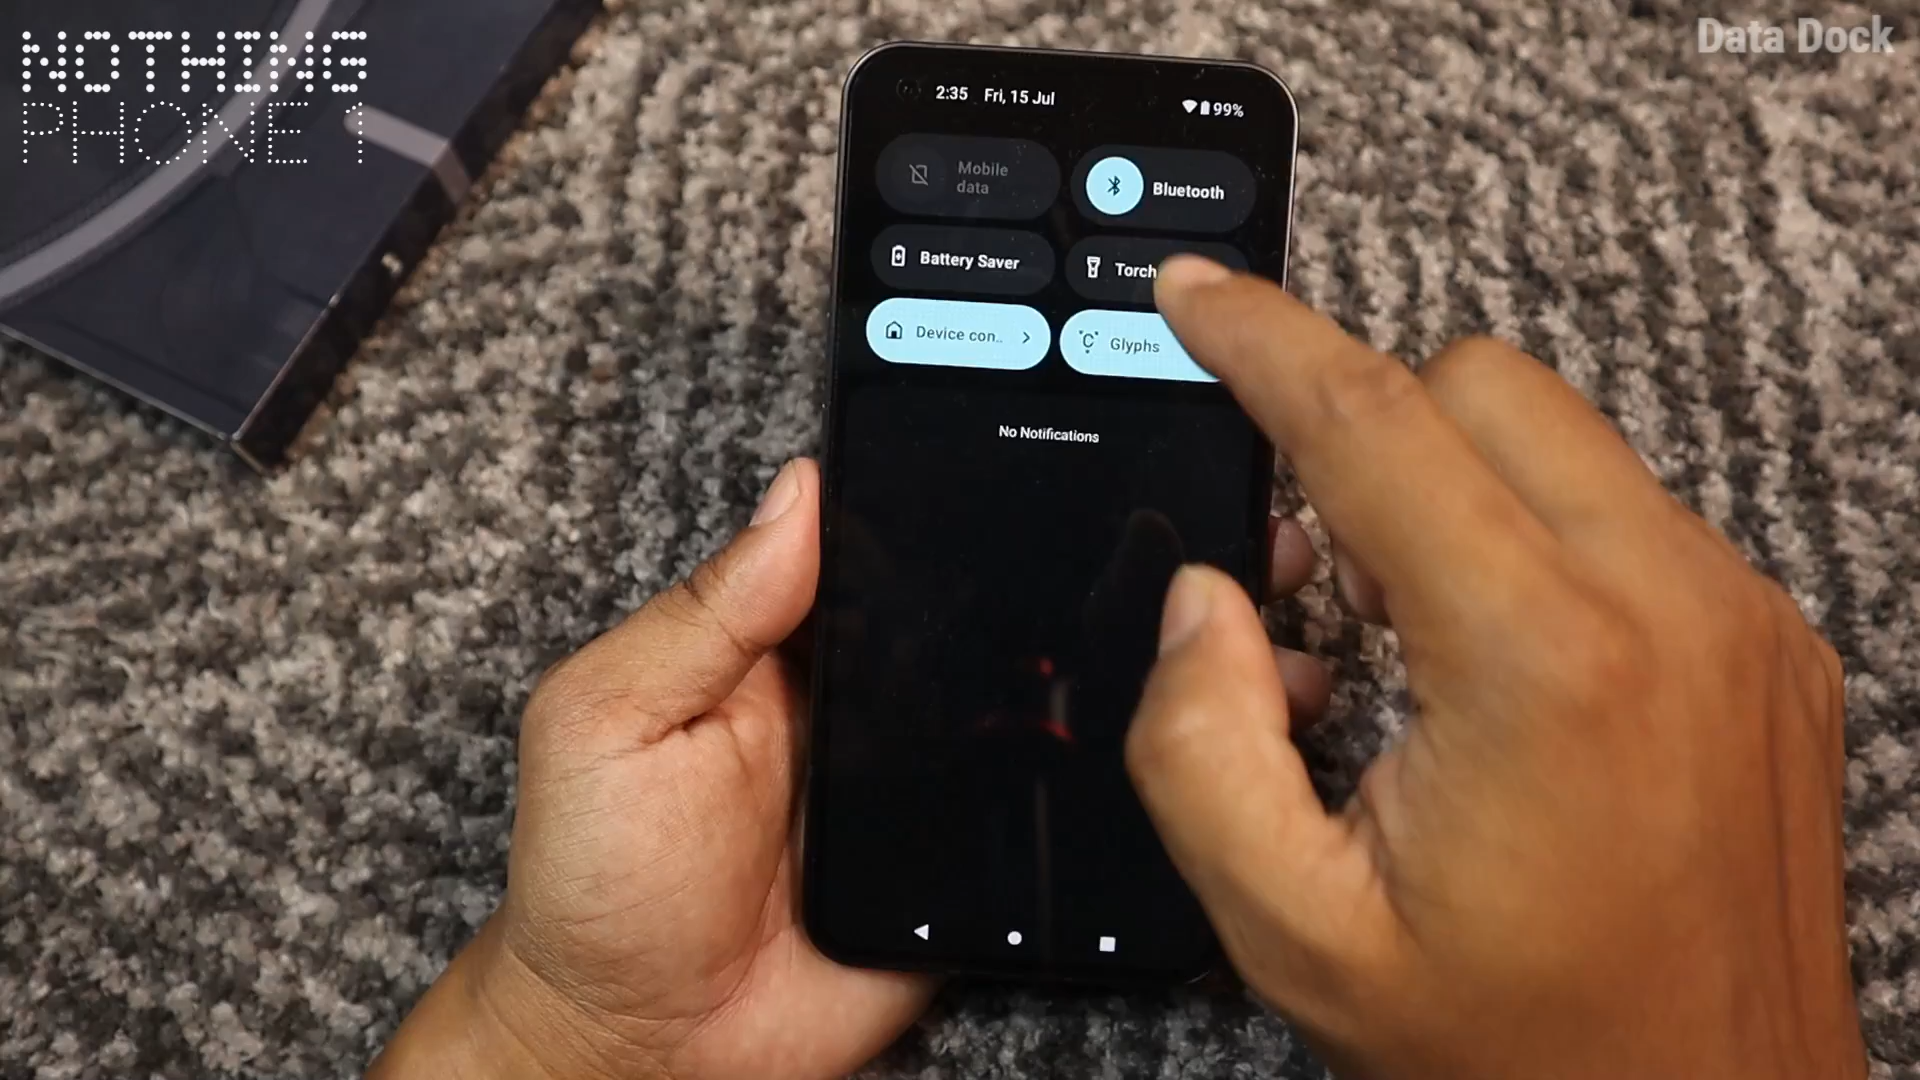 NOTHING
PHONE 1
Data Dock
2:35 Fri, 15 Jul
99%
Mobile
data
Bluetooth
Battery Saver
Torch
Device con..
Glyphs
No Notifications